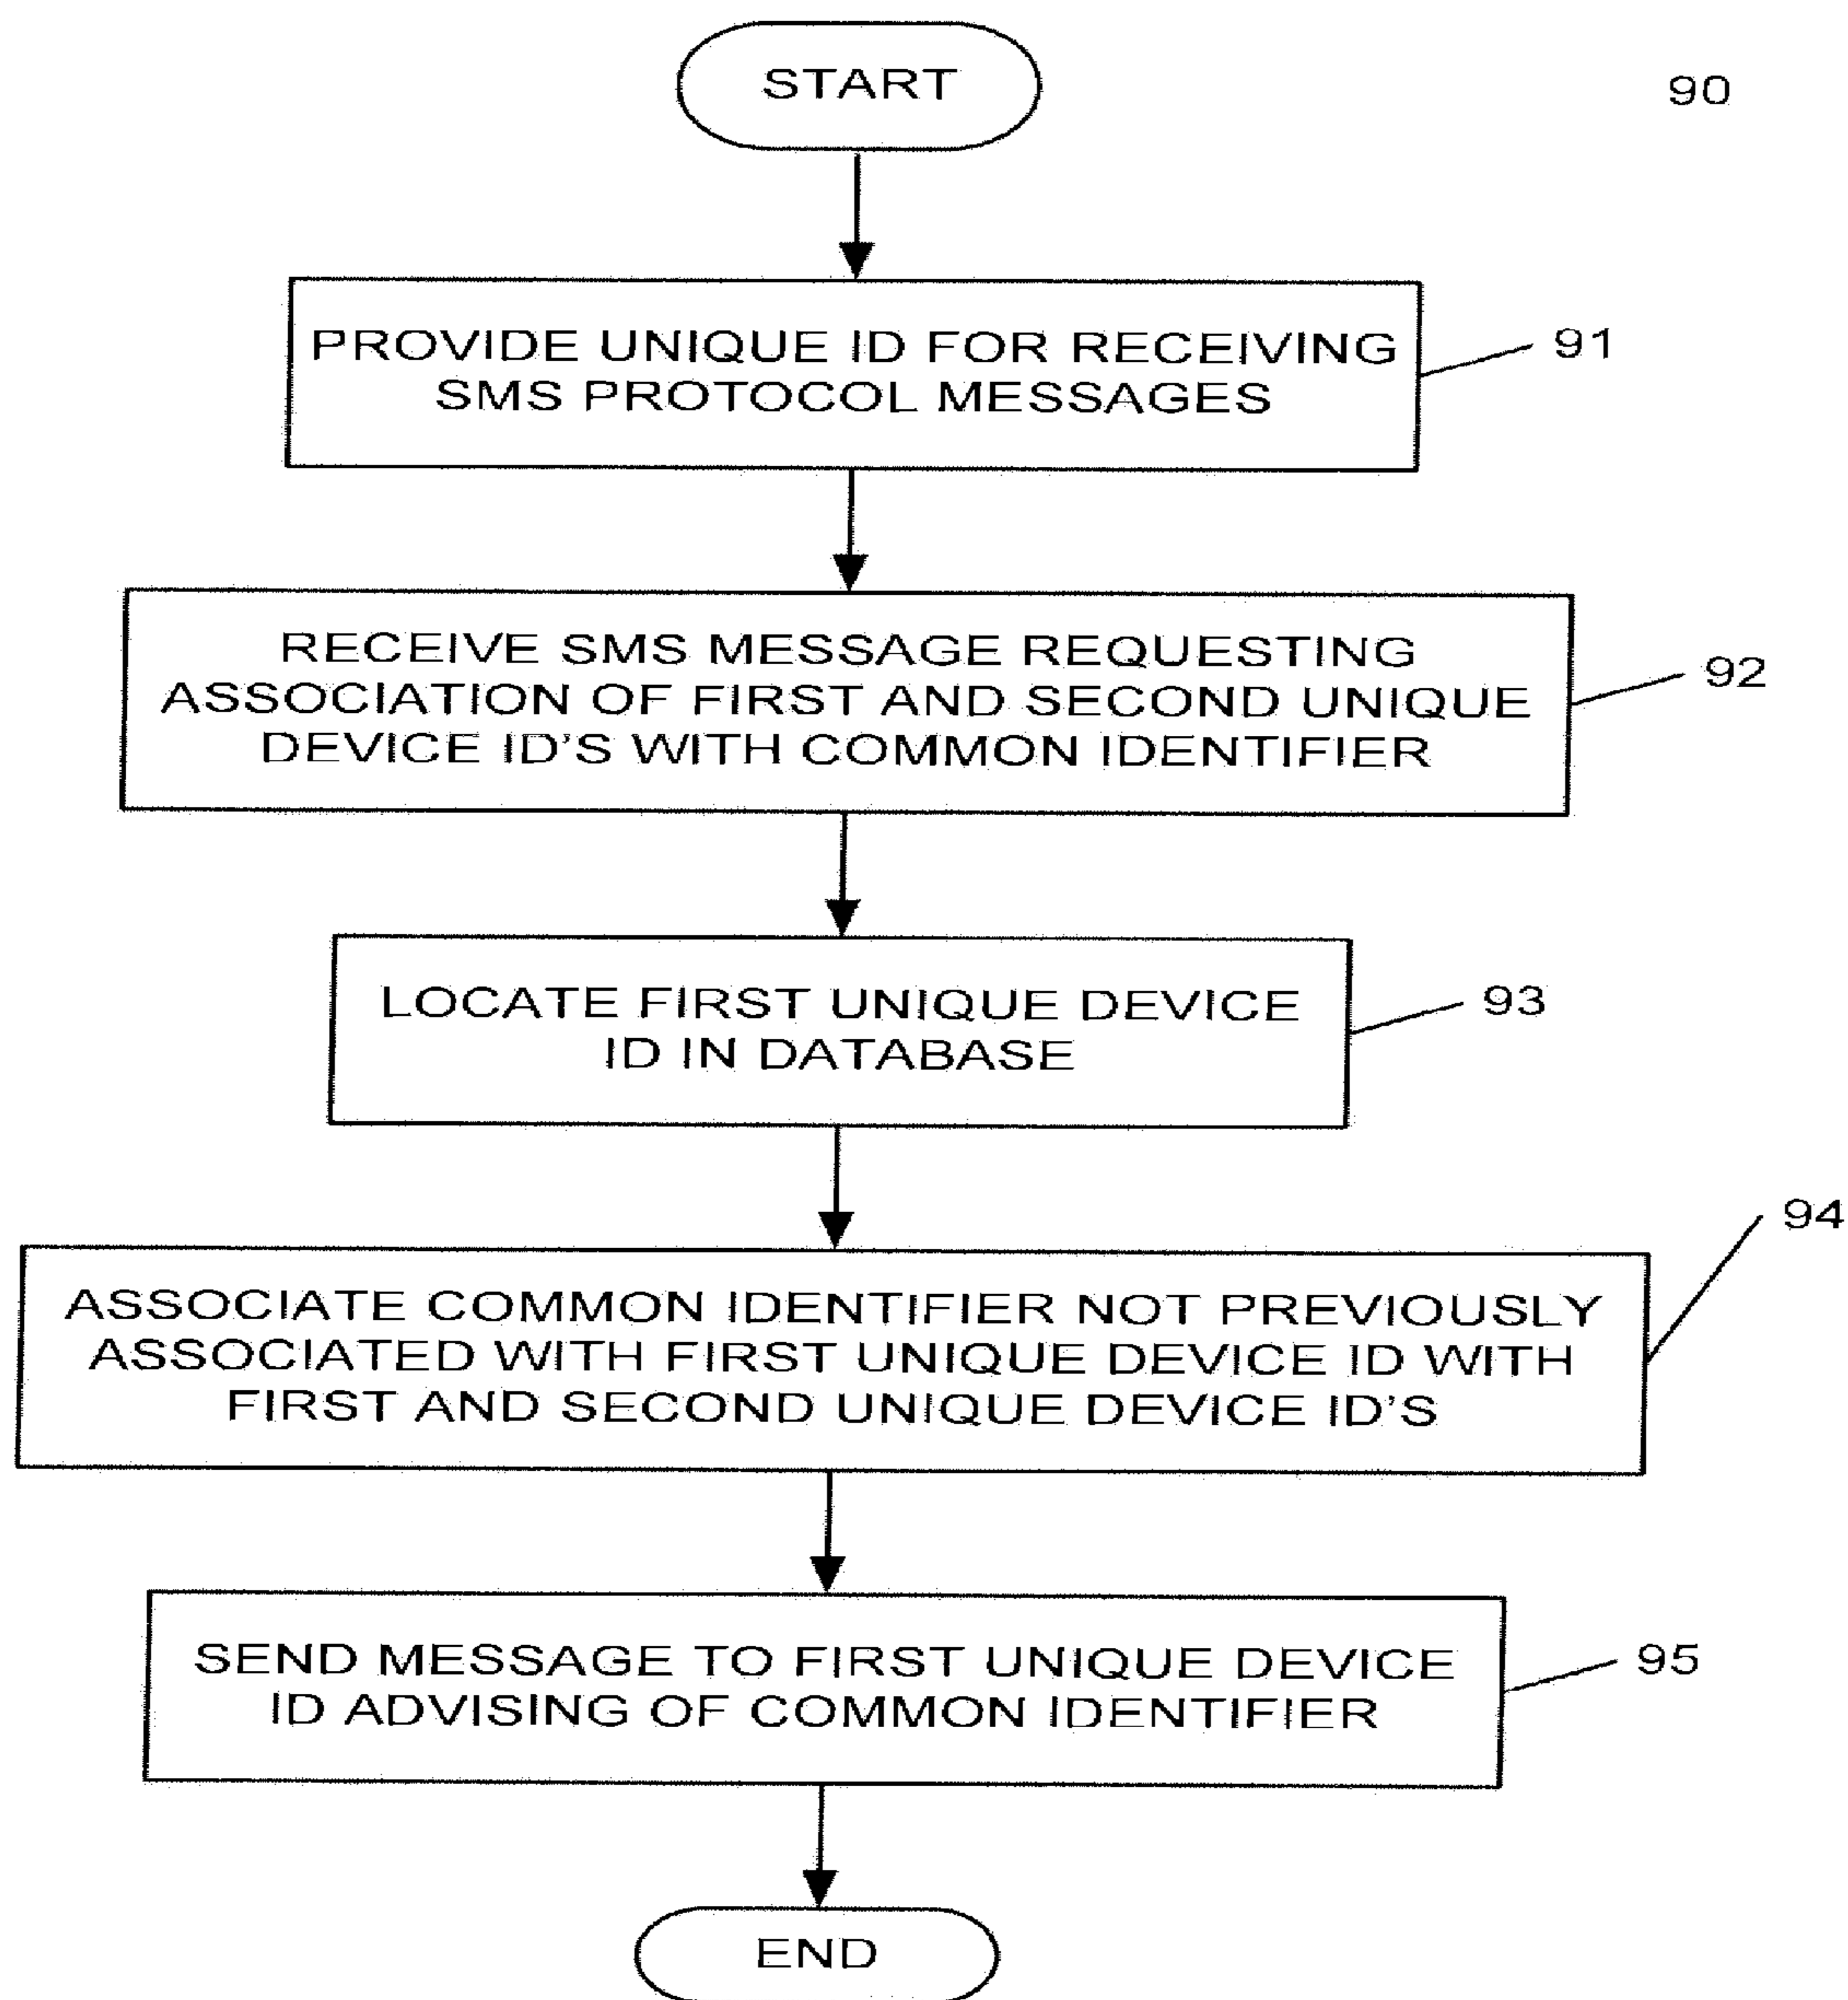 START
90
PROVIDE UNIQUE ID FOR RECEIVING
SMS PROTOCOL MESSAGES
91
RECEIVE SMS MESSAGE REQUESTING
ASSOCIATION OF FIRST AND SECOND UNIQUE
DEVICE ID'S WITH COMMON IDENTIFIER
92
LOCATE FIRST UNIQUE DEVICE
ID IN DATABASE
93
ASSOCIATE COMMON IDENTIFIER NOT PREVIOUSLY
ASSOCIATED WITH FIRST UNIQUE DEVICE ID WITH
FIRST AND SECOND UNIQUE DEVICE ID'S
94
SEND MESSAGE TO FIRST UNIQUE DEVICE
ID ADVISING OF COMMON IDENTIFIER
95
END